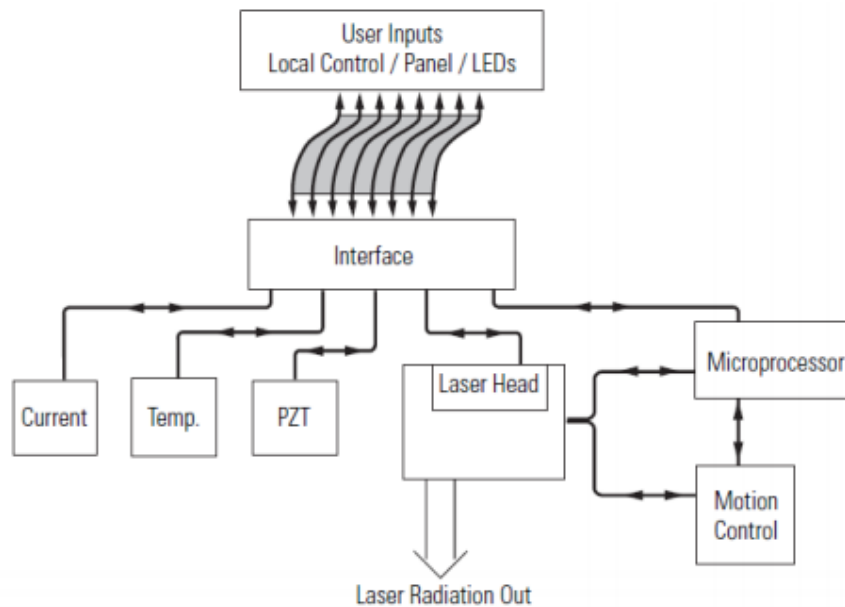 User Inputs
Local Control / Panel / LEDs
Interface
Microprocessor
Laser Head
Current
Temp.
PZT
Motion
Control
Laser Radiation Out